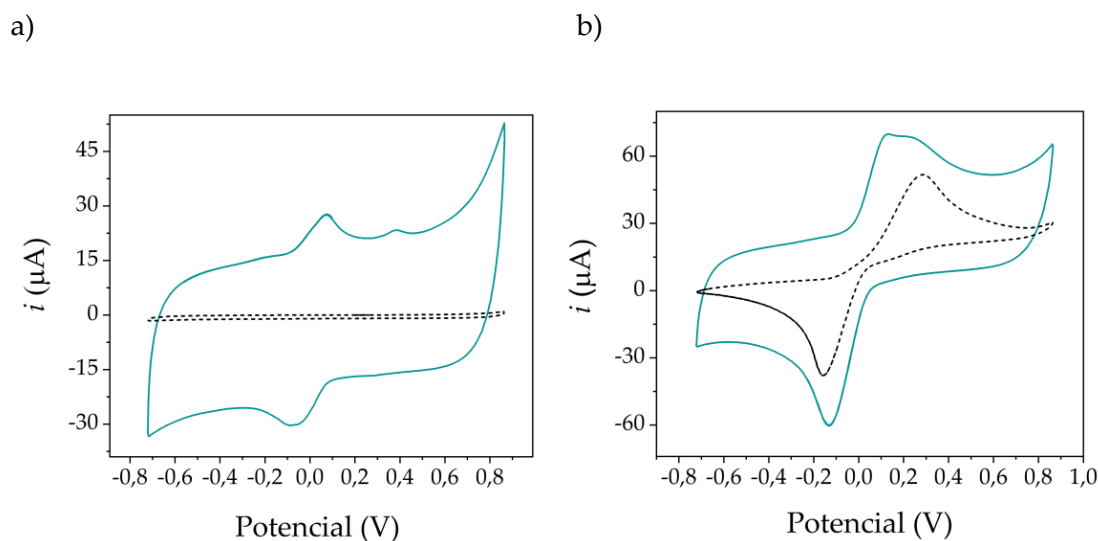 a)
b)
45
30
15
0
-15
-30
i (μA)
-0,8 -0,6 -0,4 -0,2 0,0 0,2 0,4 0,6 0,8
Potencial (V)
60
30
0
-30
-60
i (μA)
-0,8 -0,6 -0,4 -0,2 0,0 0,2 0,4 0,6 0,8 1,0
Potencial (V)